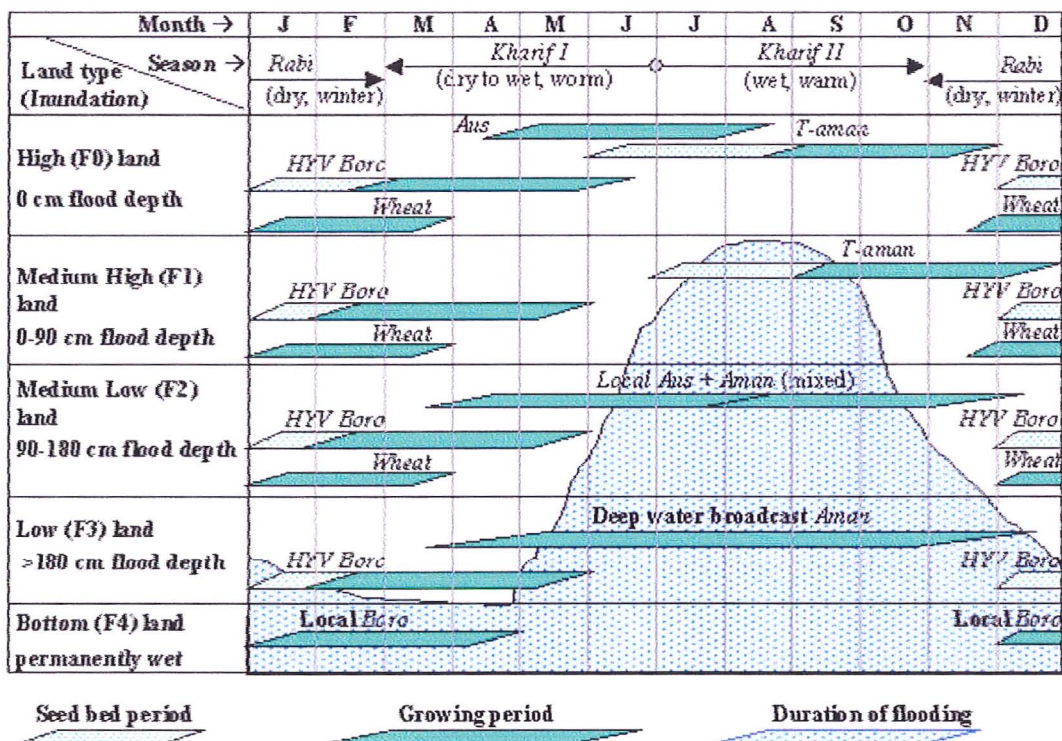 Month → J F M A M J J A S O N D
Season →
Land type
(Inundation)
Rabi
(dry, winter)
Kharif I
(dry to wet, worm)
Kharif II
(wet, warm)
Rabi
(dry, winter)
High (F0) land
0 cm flood depth
Aus
T-aman
HYV Boro
HYV Boro
Wheat
Wheat
Medium High (F1)
land
0-90 cm flood depth
T-aman
HYV Boro
HYV Boro
Wheat
Wheat
Medium Low (F2)
land
90-180 cm flood depth
Local Aus + Aman (mixed)
HYV Boro
HYV Boro
Wheat
Wheat
Low (F3) land
>180 cm flood depth
Deep water broadcast Aman
HYV Boro
HYV Boro
Bottom (F4) land
permanently wet
Local Boro
Local Boro
Seed bed period Growing period Duration of flooding